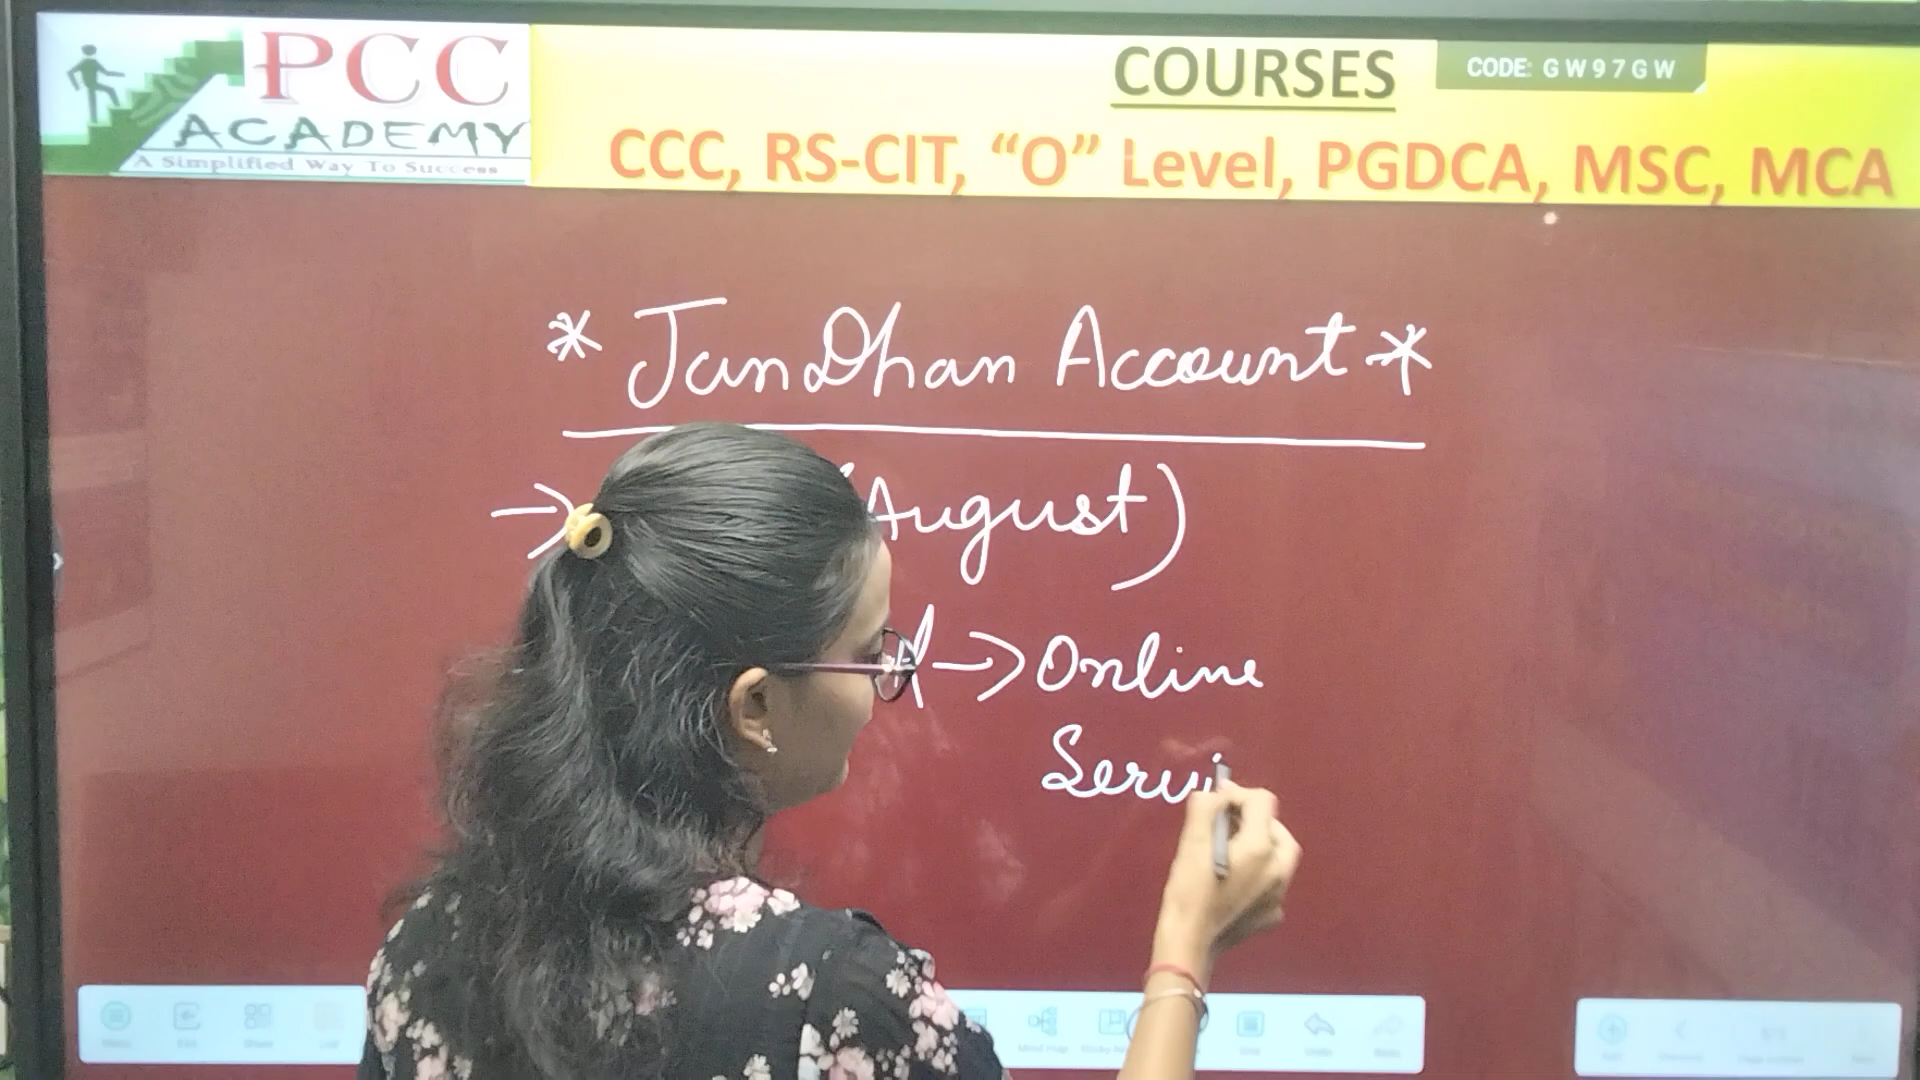 PCC
ACADEMY
A Simplified Way To Success
COURSES
CODE: GW97GW
CCC, RS-CIT, “O” Level, PGDCA, MSC, MCA
* JanDhan Account *
→ (August)
→ Online
Servi